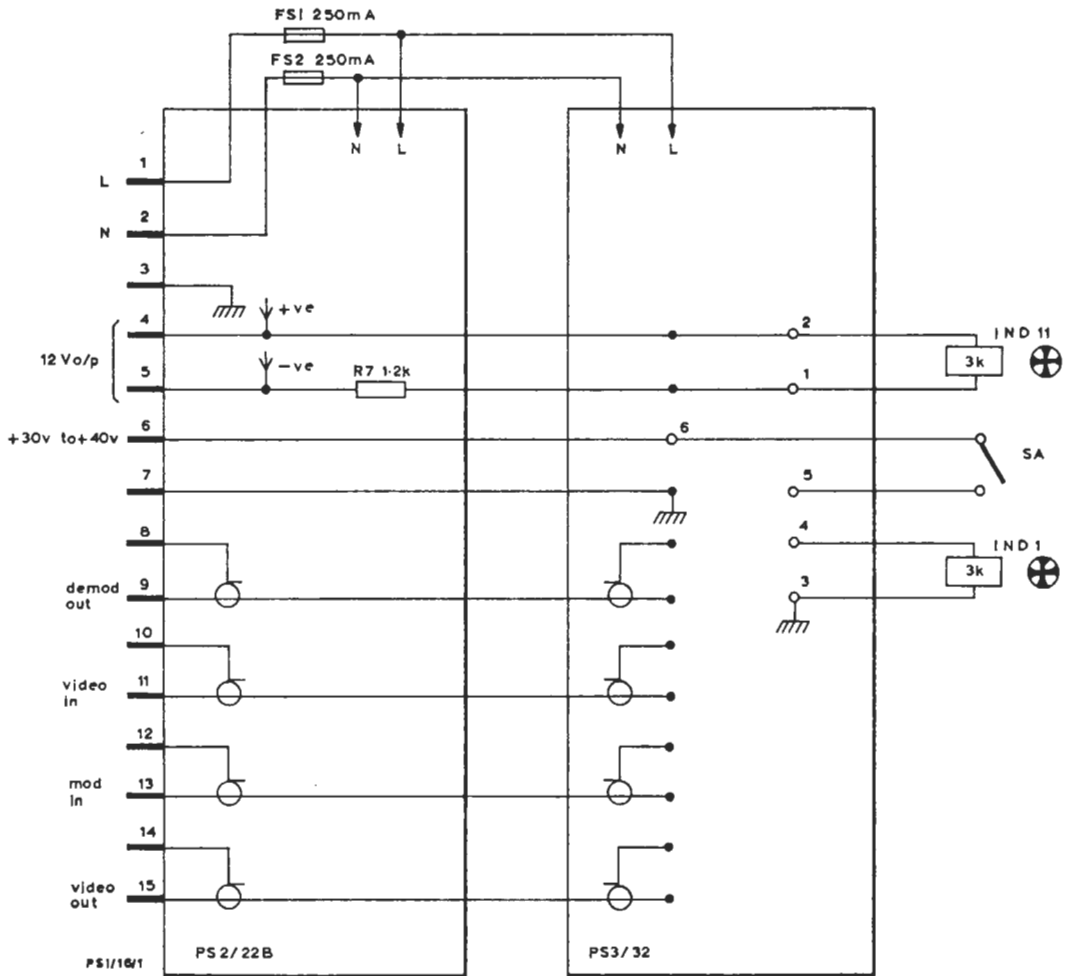 FS1 250mA
FS2 250mA
N L
N L
L 1
N 2
3
4 +ve 2 IND 11
12 Vo/p 3k
5 -ve R7 1·2k 1
+30v to+40v 6 6
SA
7 5
8 4 IND 1
3k
demod
out
9 3
10
video
in
11
12
mod
in
13
14
video
out
15
PS1/16/1
PS2/22B
PS3/32